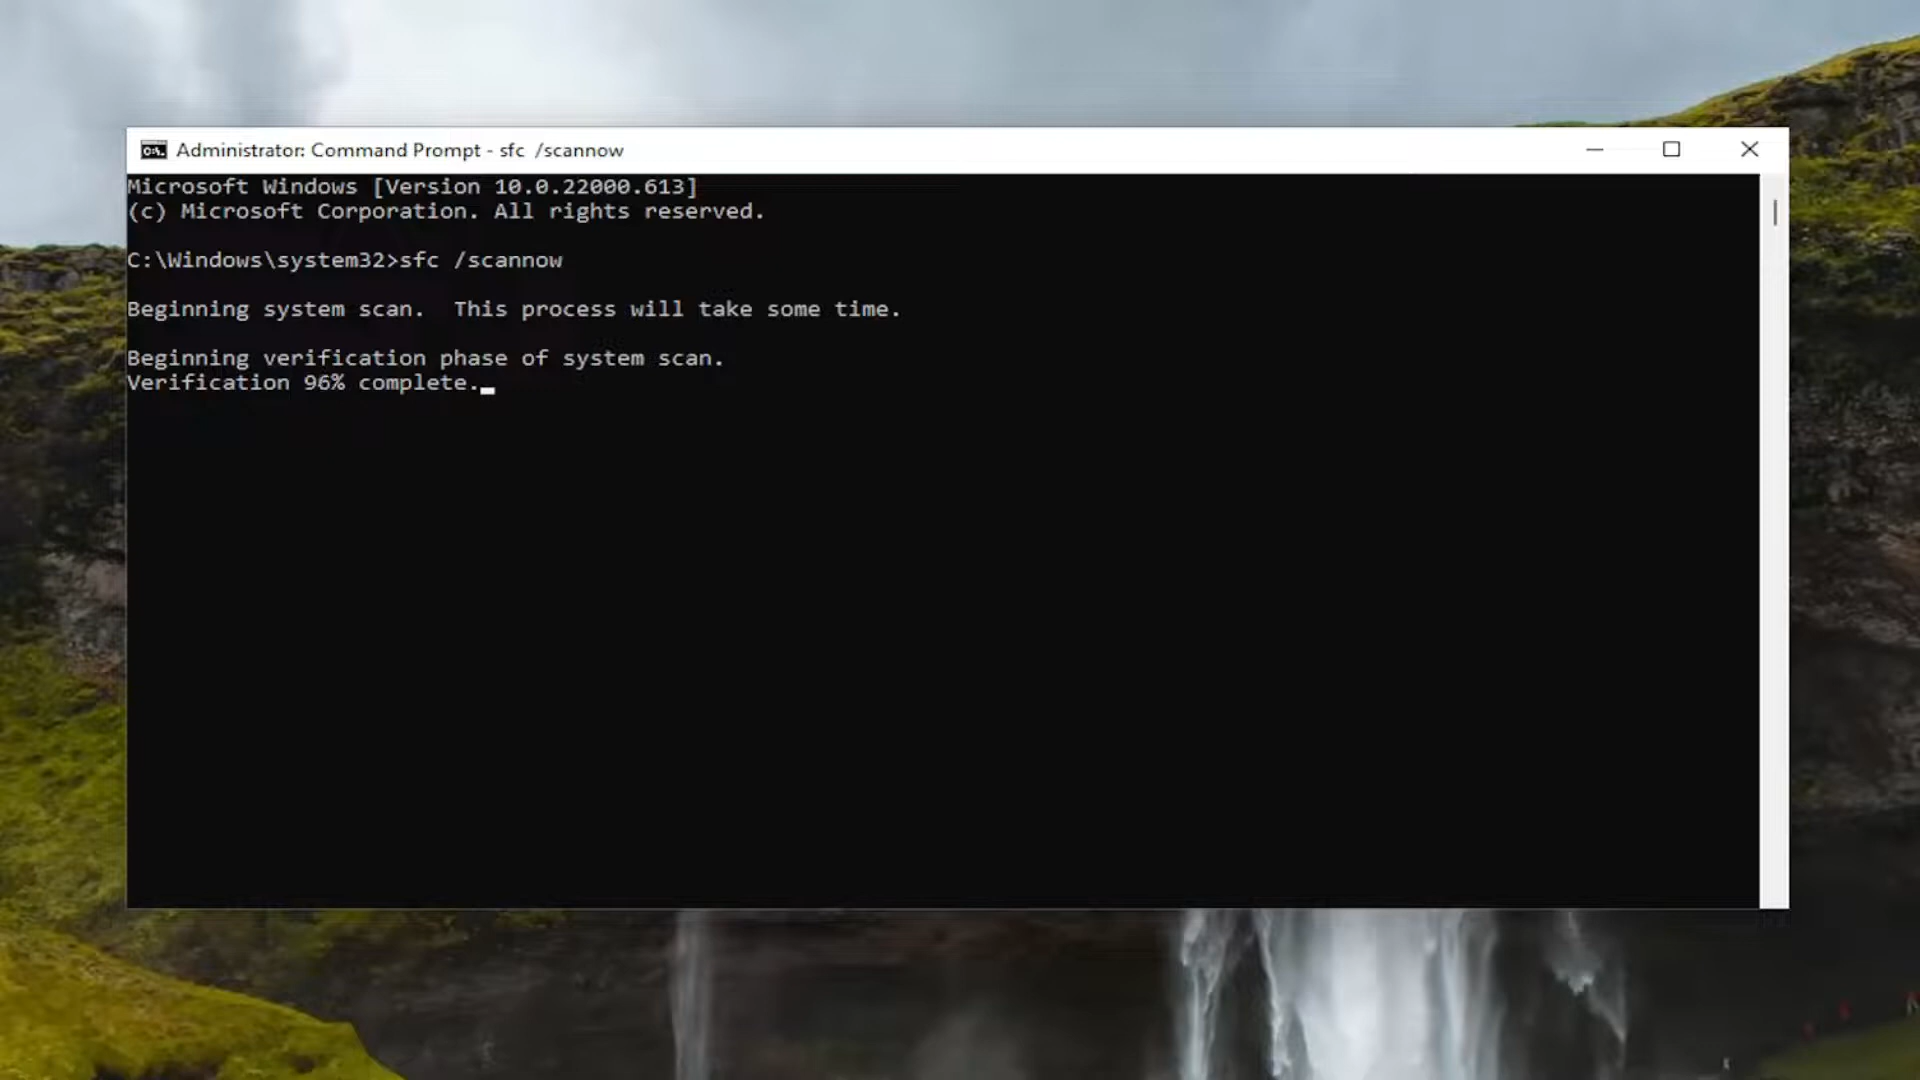 Administrator: Command Prompt - sfc  /scannow
Microsoft Windows [Version 10.0.22000.613]
(c) Microsoft Corporation. All rights reserved.
C:\Windows\system32>sfc /scannow
Beginning system scan.  This process will take some time.
Beginning verification phase of system scan.
Verification 96% complete.